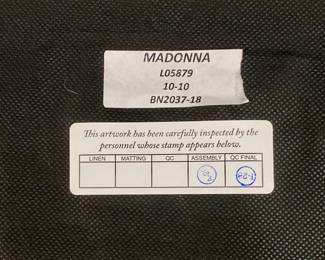 MADONNA
L05879
10-10
BN2037-18
This artwork has been carefully inspected by the
personnel whose stamp appears below.
LINEN MATTING QC ASSEMBLY QC FINAL